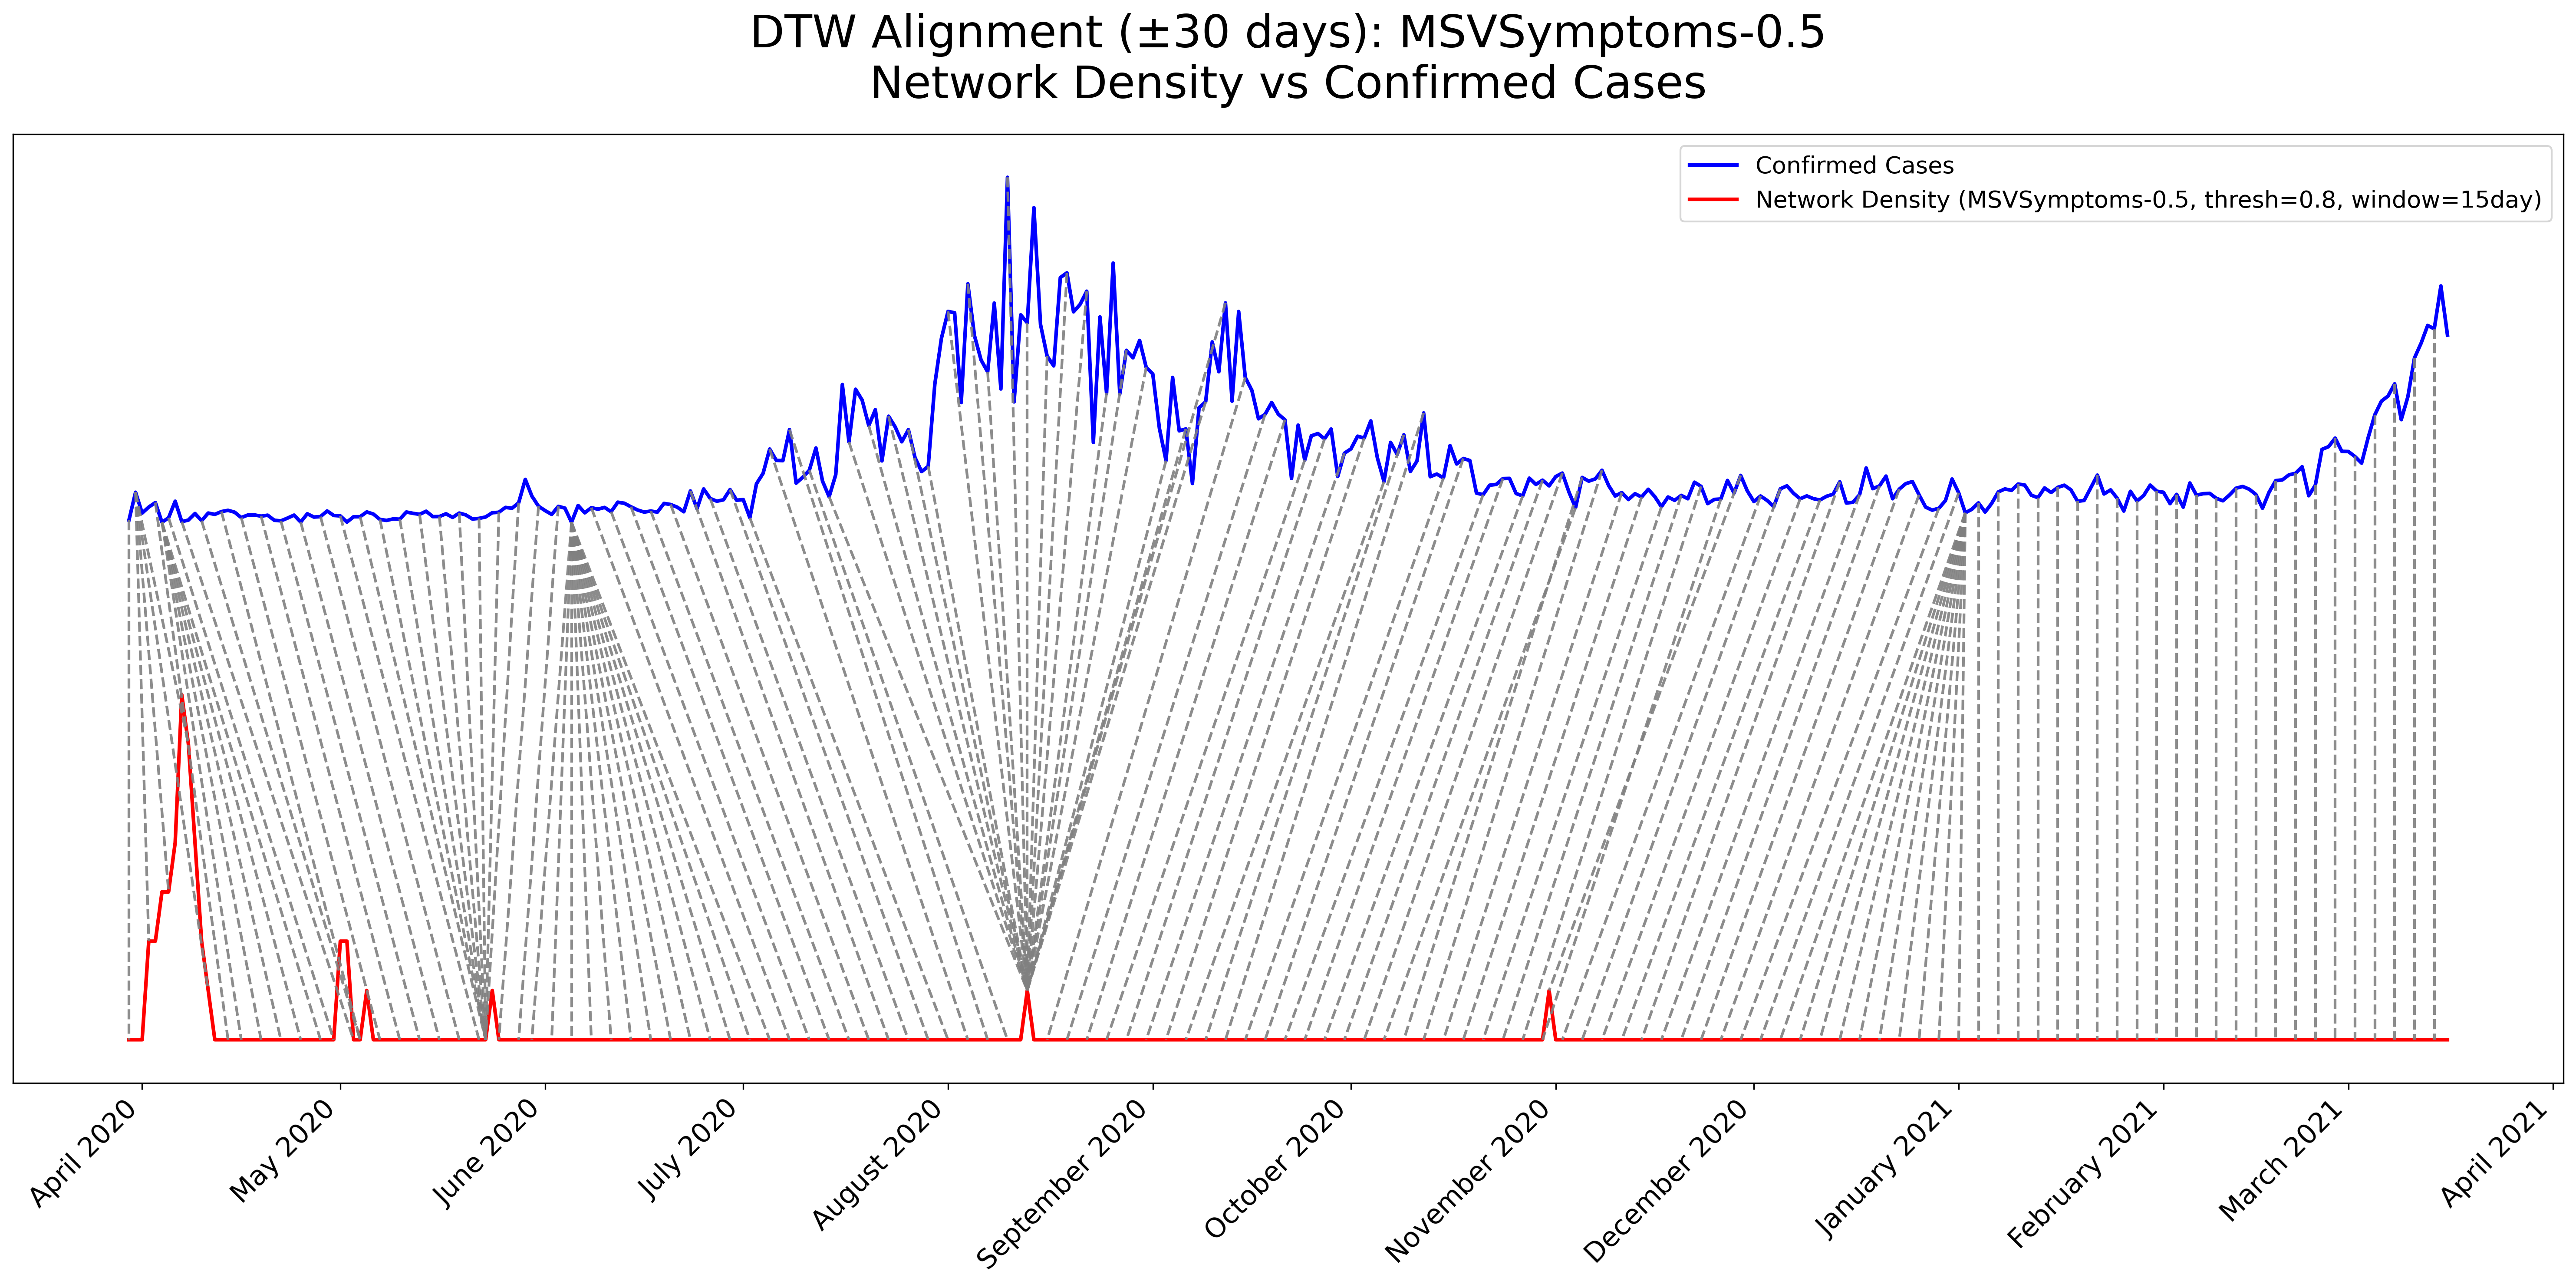 DTW Alignment (±30 days): MSVSymptoms-0.5
Network Density vs Confirmed Cases
Confirmed Cases
Network Density (MSVSymptoms-0.5, thresh=0.8, window=15day)
April 2020
May 2020
June 2020
July 2020
August 2020
September 2020
October 2020
November 2020
December 2020
January 2021
February 2021
March 2021
April 2021